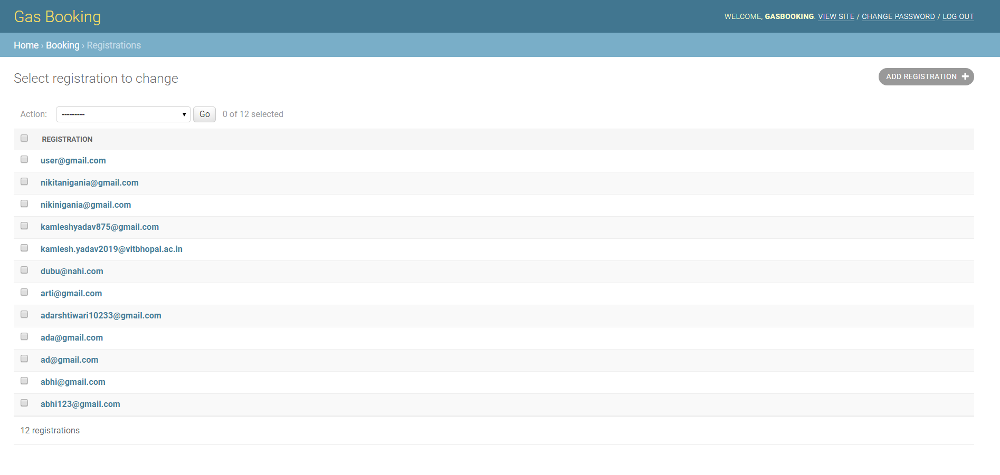 Gas Booking
WELCOME, GASBOOKING. VIEW SITE / CHANGE PASSWORD / LOG OUT
Home › Booking › Registrations
Select registration to change
ADD REGISTRATION +
Action: --------- Go 0 of 12 selected
REGISTRATION
user@gmail.com
nikitanigania@gmail.com
nikinigania@gmail.com
kamleshyadav875@gmail.com
kamlesh.yadav2019@vitbhopal.ac.in
dubu@nahi.com
arti@gmail.com
adarshtiwari10233@gmail.com
ada@gmail.com
ad@gmail.com
abhi@gmail.com
abhi123@gmail.com
12 registrations